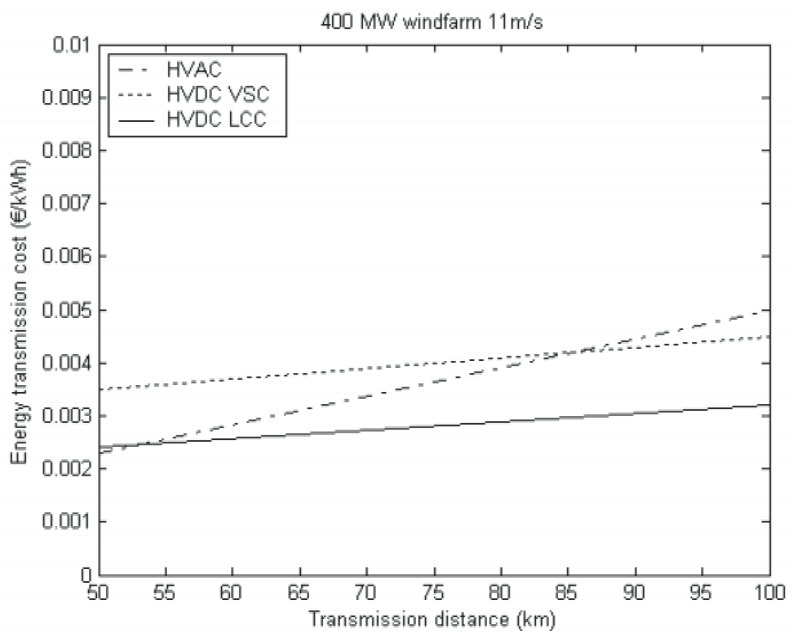 400 MW windfarm 11m/s
HVAC
HVDC VSC
HVDC LCC
Energy transmission cost (€/kWh)
0.01
0.009
0.008
0.007
0.006
0.005
0.004
0.003
0.002
0.001
0
50 55 60 65 70 75 80 85 90 95 100
Transmission distance (km)